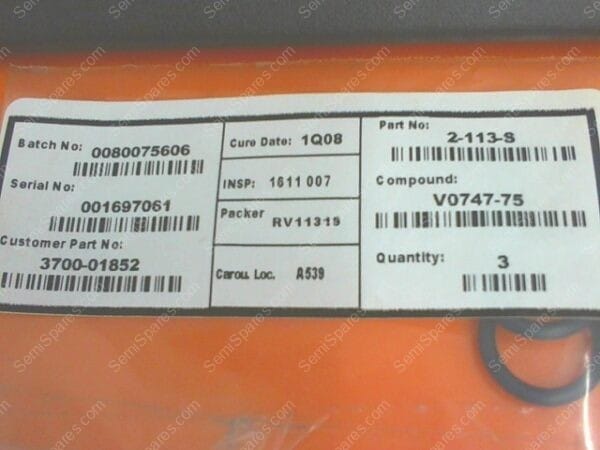 Batch No: 0080075606
Serial No:
001697061
Customer Part No:
3700-01852
Cure Date: 1Q08
INSP: 1611 007
Packer RV11319
Carou. Loc. A539
Part No:
2-113-S
Compound:
V0747-75
Quantity: 3
SemiSpares.com